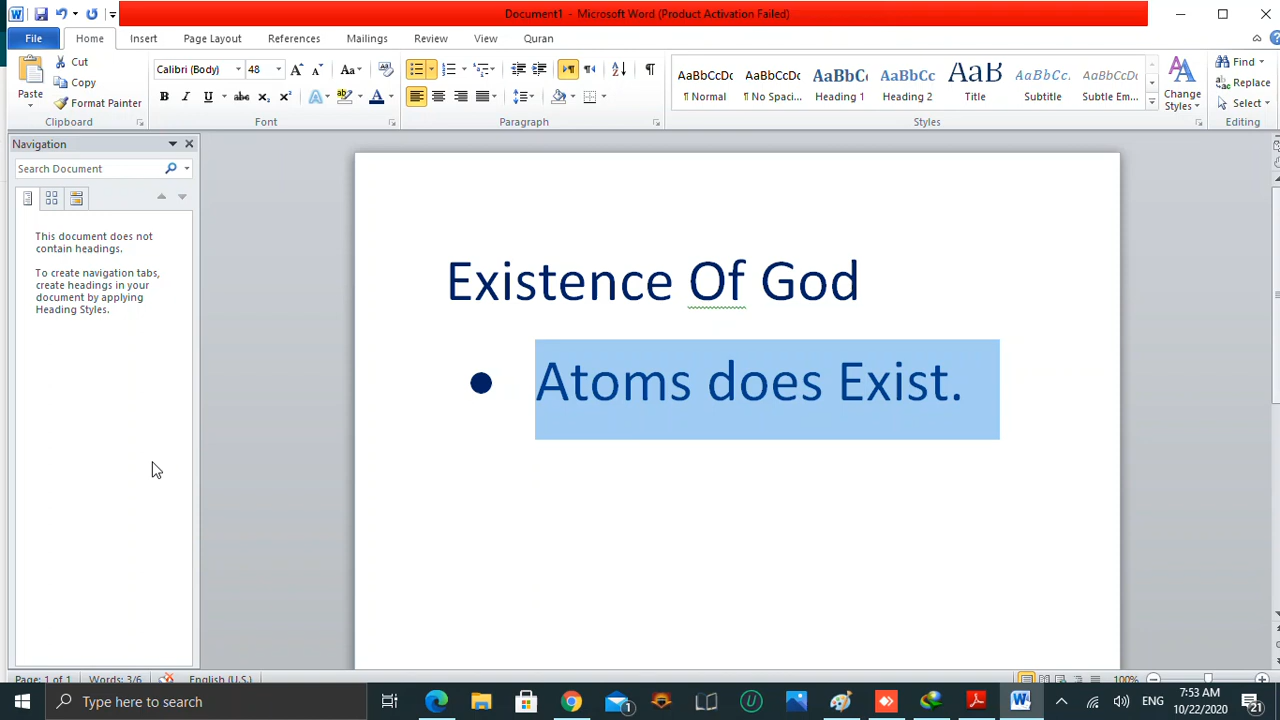 Document1 - Microsoft Word (Product Activation Failed)
File Home Insert Page Layout References Mailings Review View Quran
Paste Cut Copy Format Painter Clipboard
Calibri (Body) 48 Font
Paragraph
AaBbCcDc AaBbCcDc AaBbCc AaBbCc AaB AaBbCc. AaBbCcDc
¶ Normal ¶ No Spaci... Heading 1 Heading 2 Title Subtitle Subtle Em...
Change Styles Styles
Find Replace Select Editing
Navigation
Search Document
This document does not
contain headings.
To create navigation tabs,
create headings in your
document by applying
Heading Styles.
Existence Of God
• Atoms does Exist.
Page: 1 of 1 Words: 3/6 English (U.S.) 100%
Type here to search
1
ENG
7:53 AM
10/22/2020
21